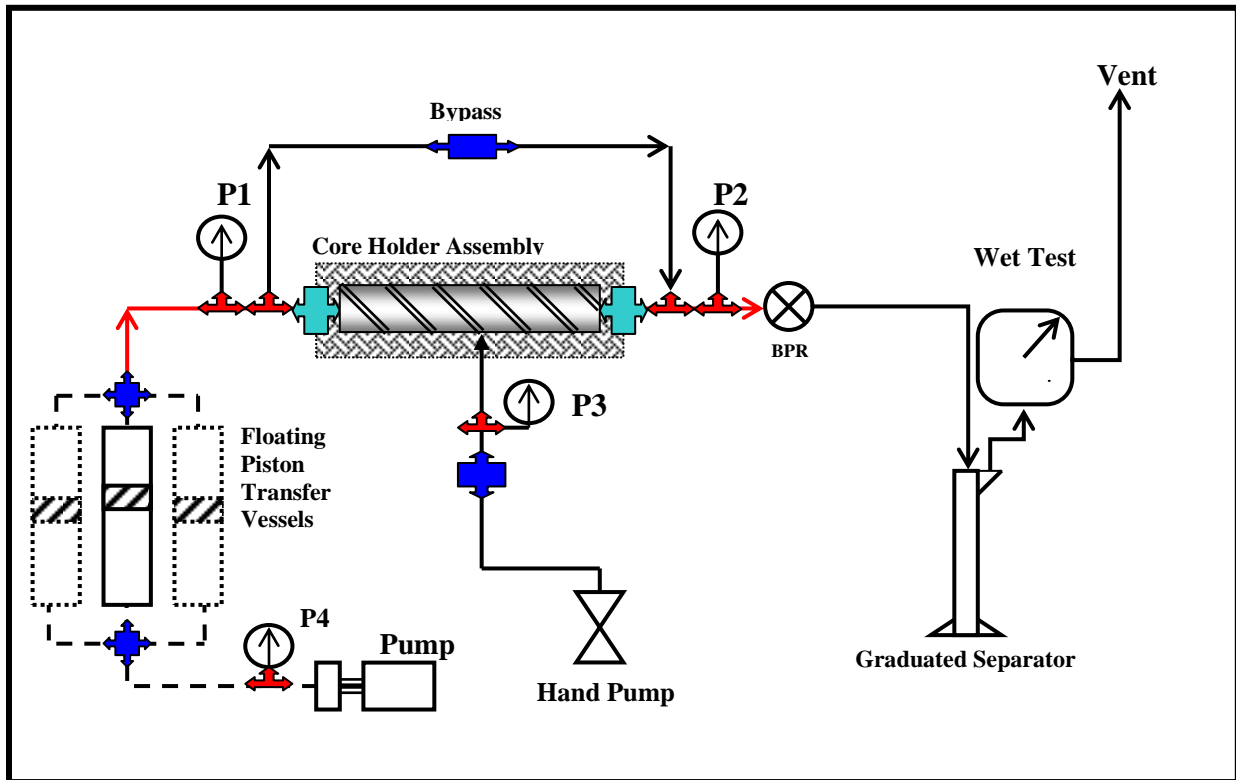 Vent
Bypass
P1
P2
Core Holder Assembly
Wet Test
BPR
P3
Floating
Piston
Transfer
Vessels
P4
Pump
Hand Pump
Graduated Separator